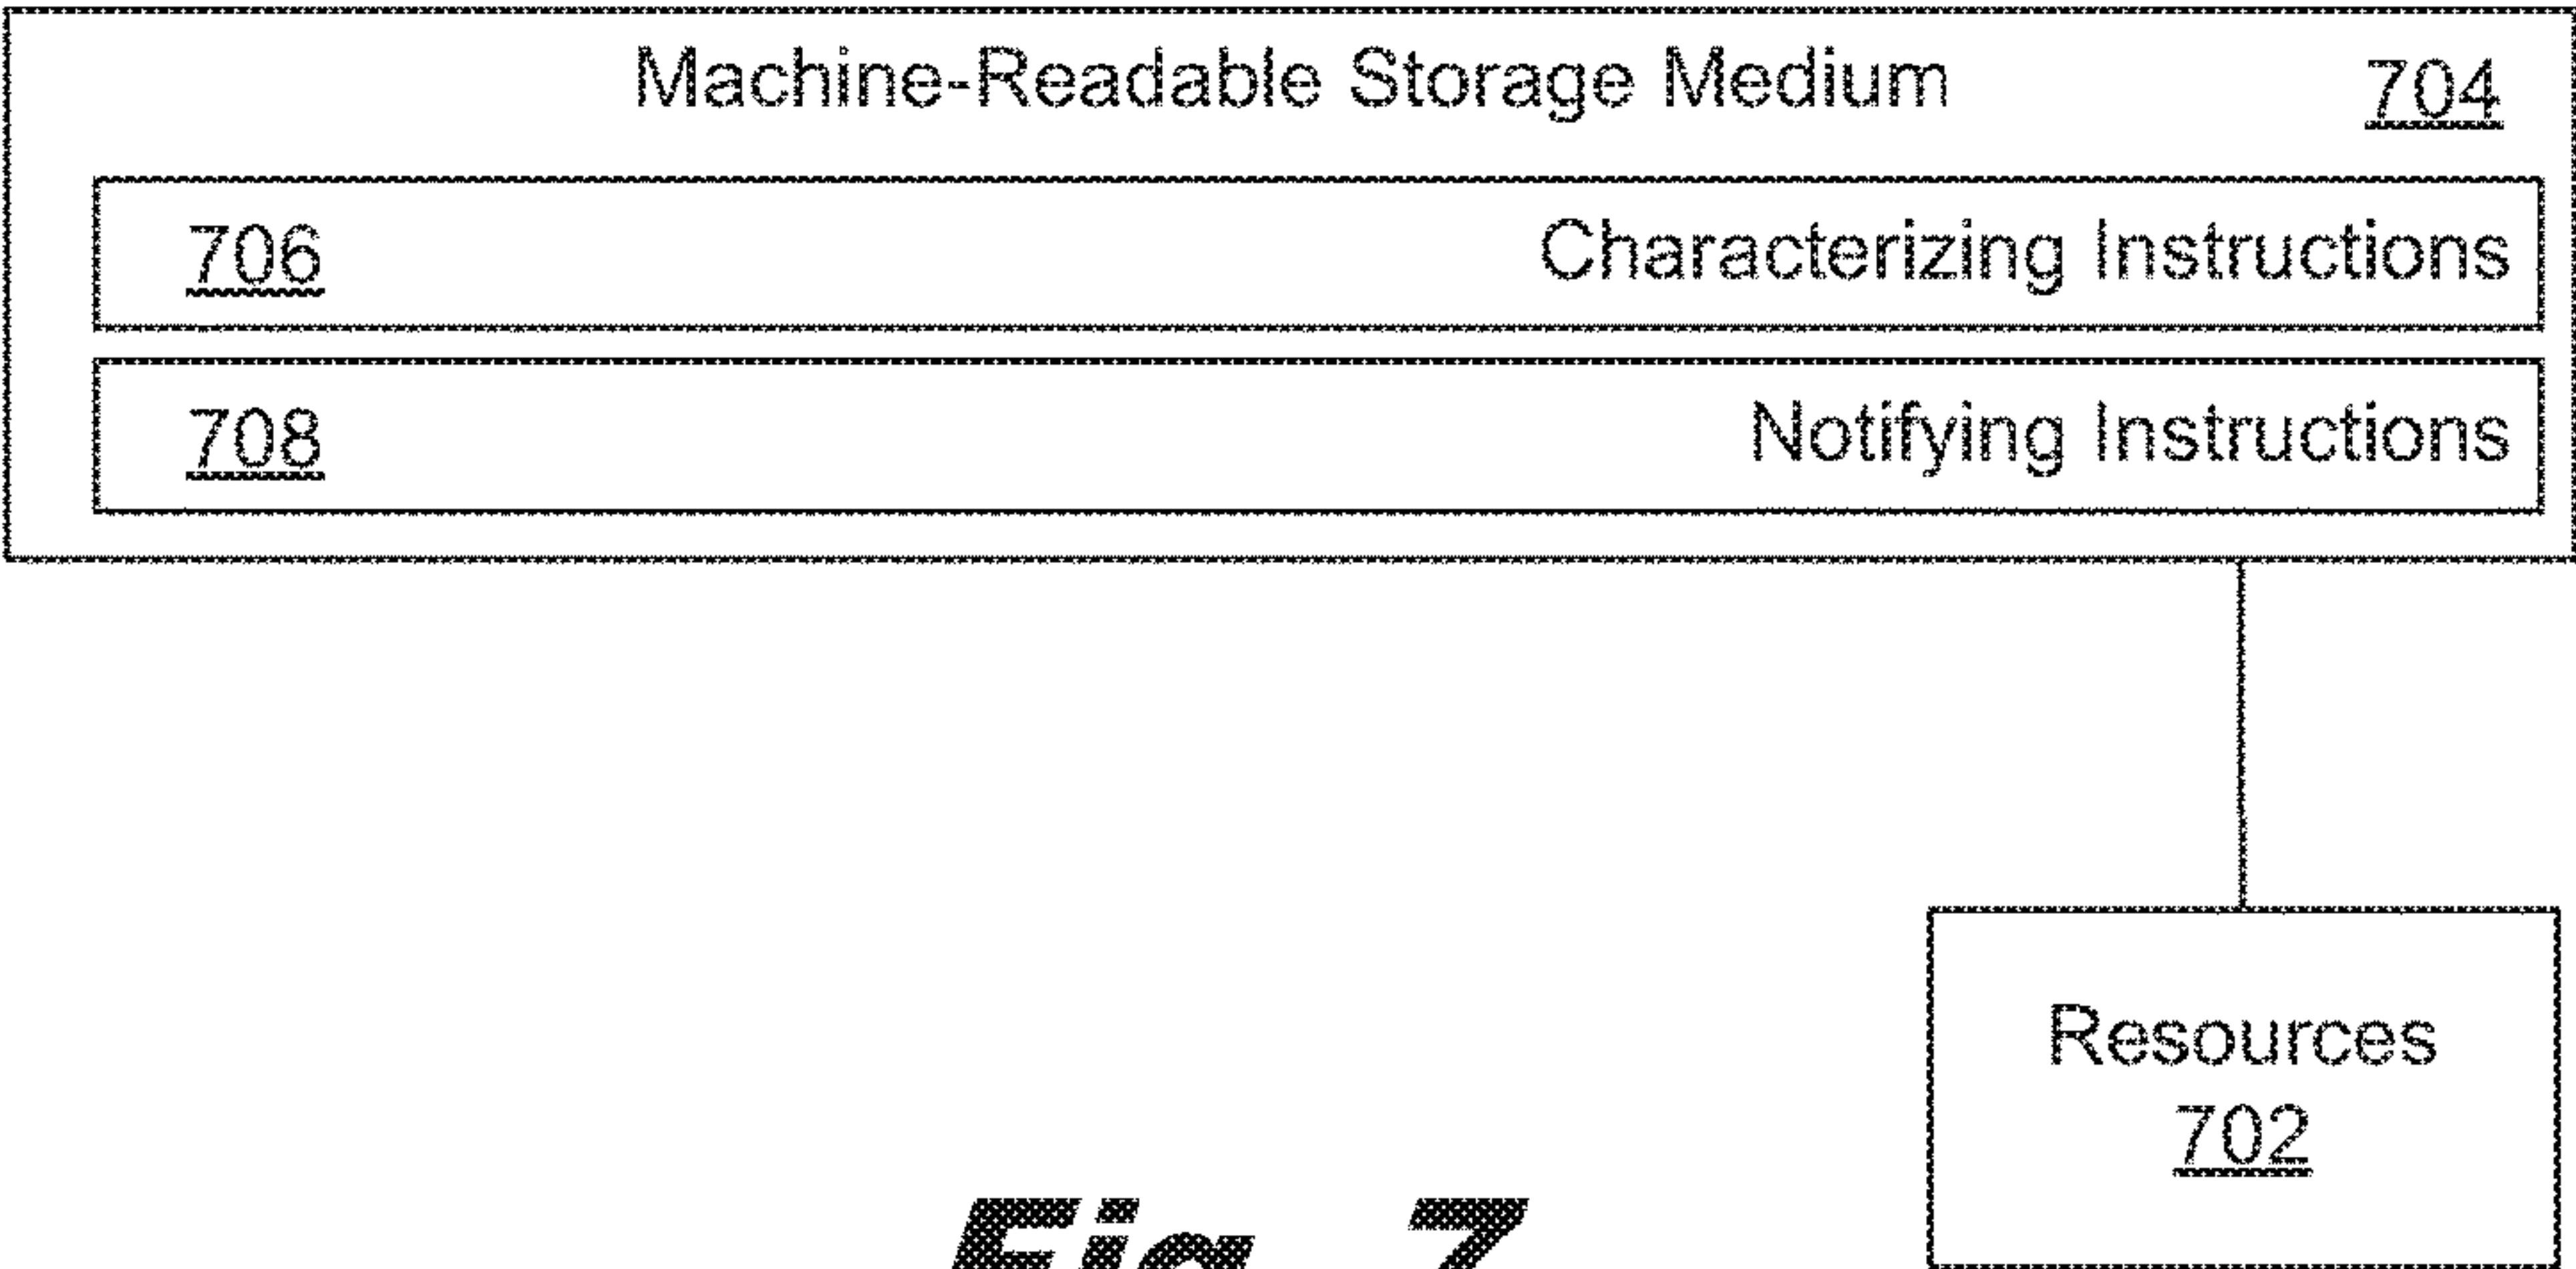 Machine-Readable Storage Medium 704
706 Characterizing Instructions
708 Notifying Instructions
Resources
702
Fig. 7